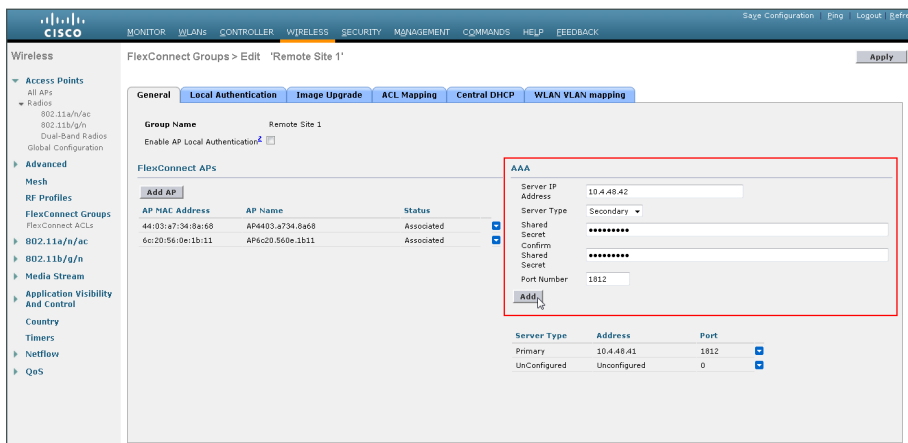 Save Configuration | Ping | Logout | Refre
CISCO
MONITOR WLANs CONTROLLER WIRELESS SECURITY MANAGEMENT COMMANDS HELP FEEDBACK
Wireless
FlexConnect Groups > Edit 'Remote Site 1'
Apply
Access Points
All APs
Radios
802.11a/n/ac
802.11b/g/n
Dual-Band Radios
Global Configuration
Advanced
Mesh
RF Profiles
FlexConnect Groups
FlexConnect ACLs
802.11a/n/ac
802.11b/g/n
Media Stream
Application Visibility
And Control
Country
Timers
Netflow
QoS
General Local Authentication Image Upgrade ACL Mapping Central DHCP WLAN VLAN mapping
Group Name Remote Site 1
Enable AP Local Authentication2
FlexConnect APs
Add AP
AP MAC Address AP Name Status
44:03:a7:34:8a:68 AP4403.a734.8a68 Associated
6c:20:56:0e:1b:11 AP6c20.560e.1b11 Associated
AAA
Server IP
Address
10.4.48.42
Server Type Secondary
Shared
Secret
•••••••••
Confirm
Shared
Secret
•••••••••
Port Number 1812
Add
Server Type Address Port
Primary 10.4.48.41 1812
UnConfigured Unconfigured 0